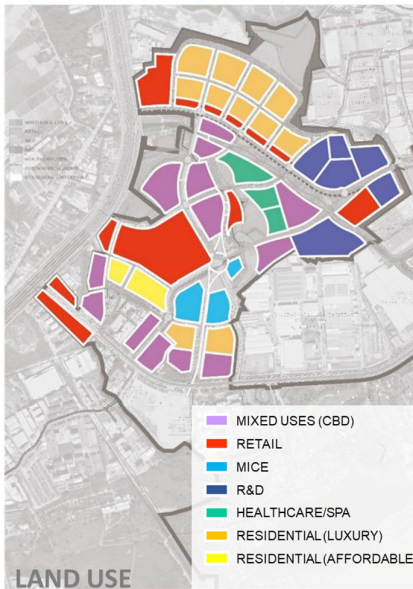 MIXED USES (CBD)
RETAIL
MICE
R&D
HEALTHCARE/SPA
RESIDENTIAL (LUXURY)
RESIDENTIAL (AFFORDABLE
LAND USE